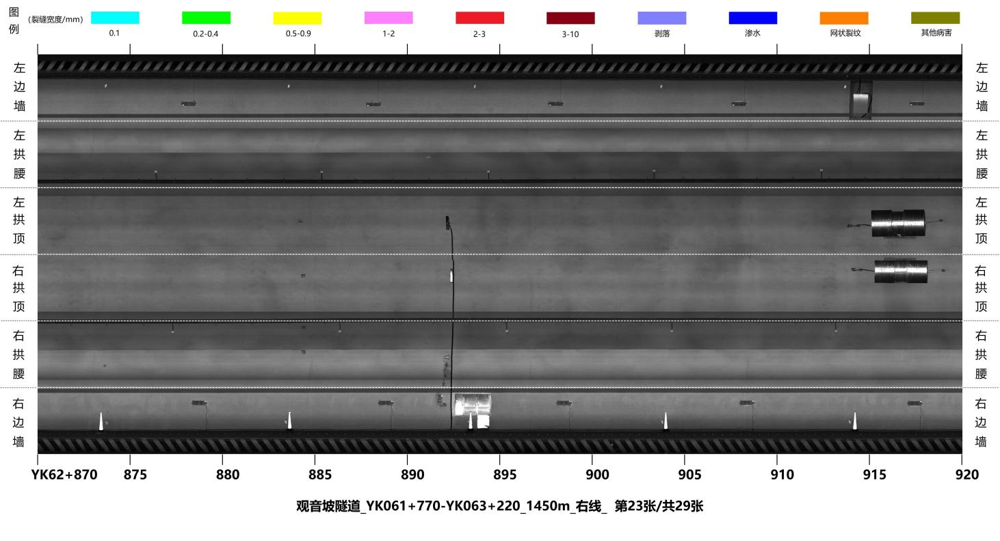 图例
(裂缝宽度/mm)
0.1
0.2-0.4
0.5-0.9
1-2
2-3
3-10
剥落
渗水
网状裂纹
其他病害
左边墙
左边墙
左拱腰
左拱腰
左拱顶
左拱顶
右拱顶
右拱顶
右拱腰
右拱腰
右边墙
右边墙
YK62+870 875 880 885 890 895 900 905 910 915 920
观音坡隧道_YK061+770-YK063+220_1450m_右线_ 第23张/共29张